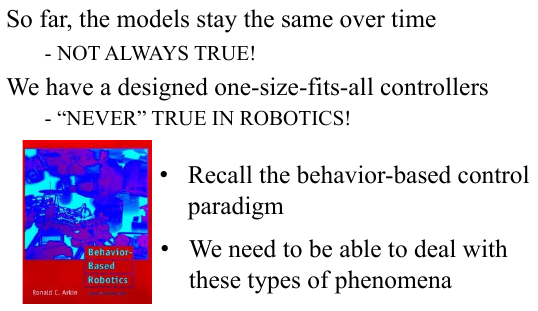 So far, the models stay the same over time
- NOT ALWAYS TRUE!
We have a designed one-size-fits-all controllers
- “NEVER” TRUE IN ROBOTICS!
• Recall the behavior-based control
paradigm
• We need to be able to deal with
these types of phenomena
Behavior-
Based
Robotics
Ronald C. Arkin